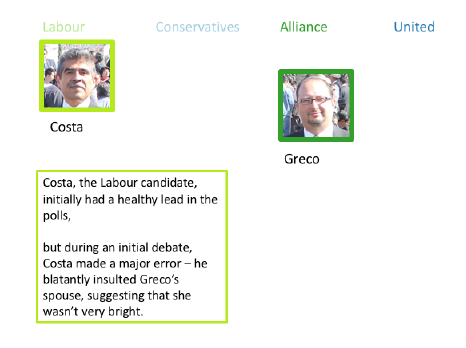 Labour Conservatives Alliance United
Costa
Greco
Costa, the Labour candidate,
initially had a healthy lead in the
polls,
but during an initial debate,
Costa made a major error – he
blatantly insulted Greco's
spouse, suggesting that she
wasn't very bright.